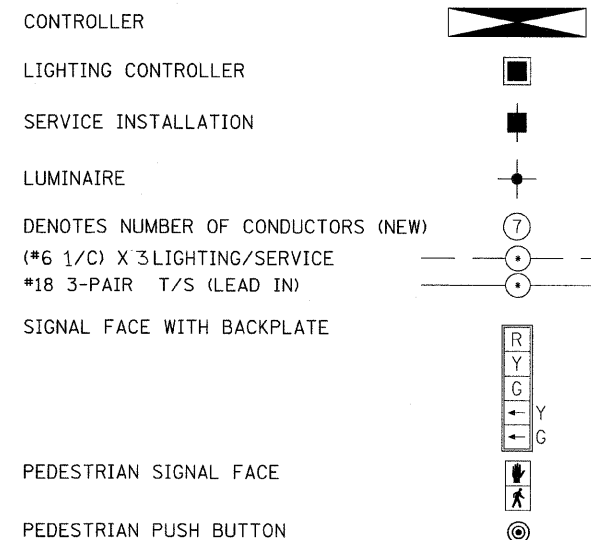 CONTROLLER
LIGHTING CONTROLLER
SERVICE INSTALLATION
LUMINAIRE
DENOTES NUMBER OF CONDUCTORS (NEW) 7
(#6 1/C) X 3 LIGHTING/SERVICE *
#18 3-PAIR T/S (LEAD IN) *
SIGNAL FACE WITH BACKPLATE
R
Y
G
← Y
← G
PEDESTRIAN SIGNAL FACE
PEDESTRIAN PUSH BUTTON